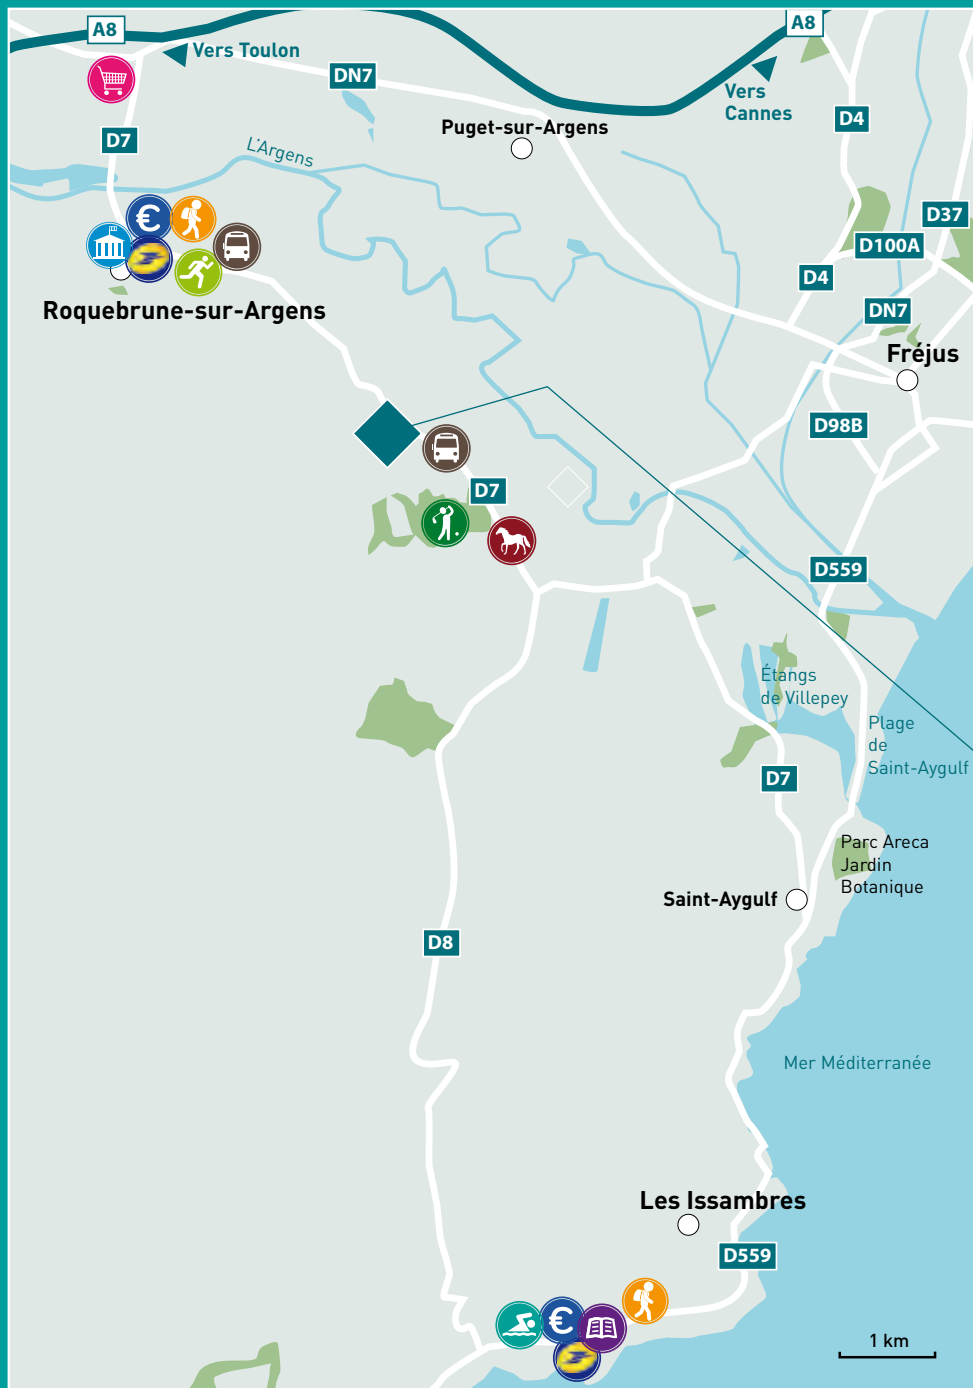 A8
A8
Vers Toulon
DN7
Vers
Cannes
D4
Puget-sur-Argens
D7
L'Argens
€
D37
D100A
D4
Roquebrune-sur-Argens
DN7
Fréjus
D98B
D7
D559
Étangs
de Villepey
Plage
de
Saint-Aygulf
D7
Parc Areca
Jardin
Botanique
Saint-Aygulf
D8
Mer Méditerranée
Les Issambres
D559
€
1 km